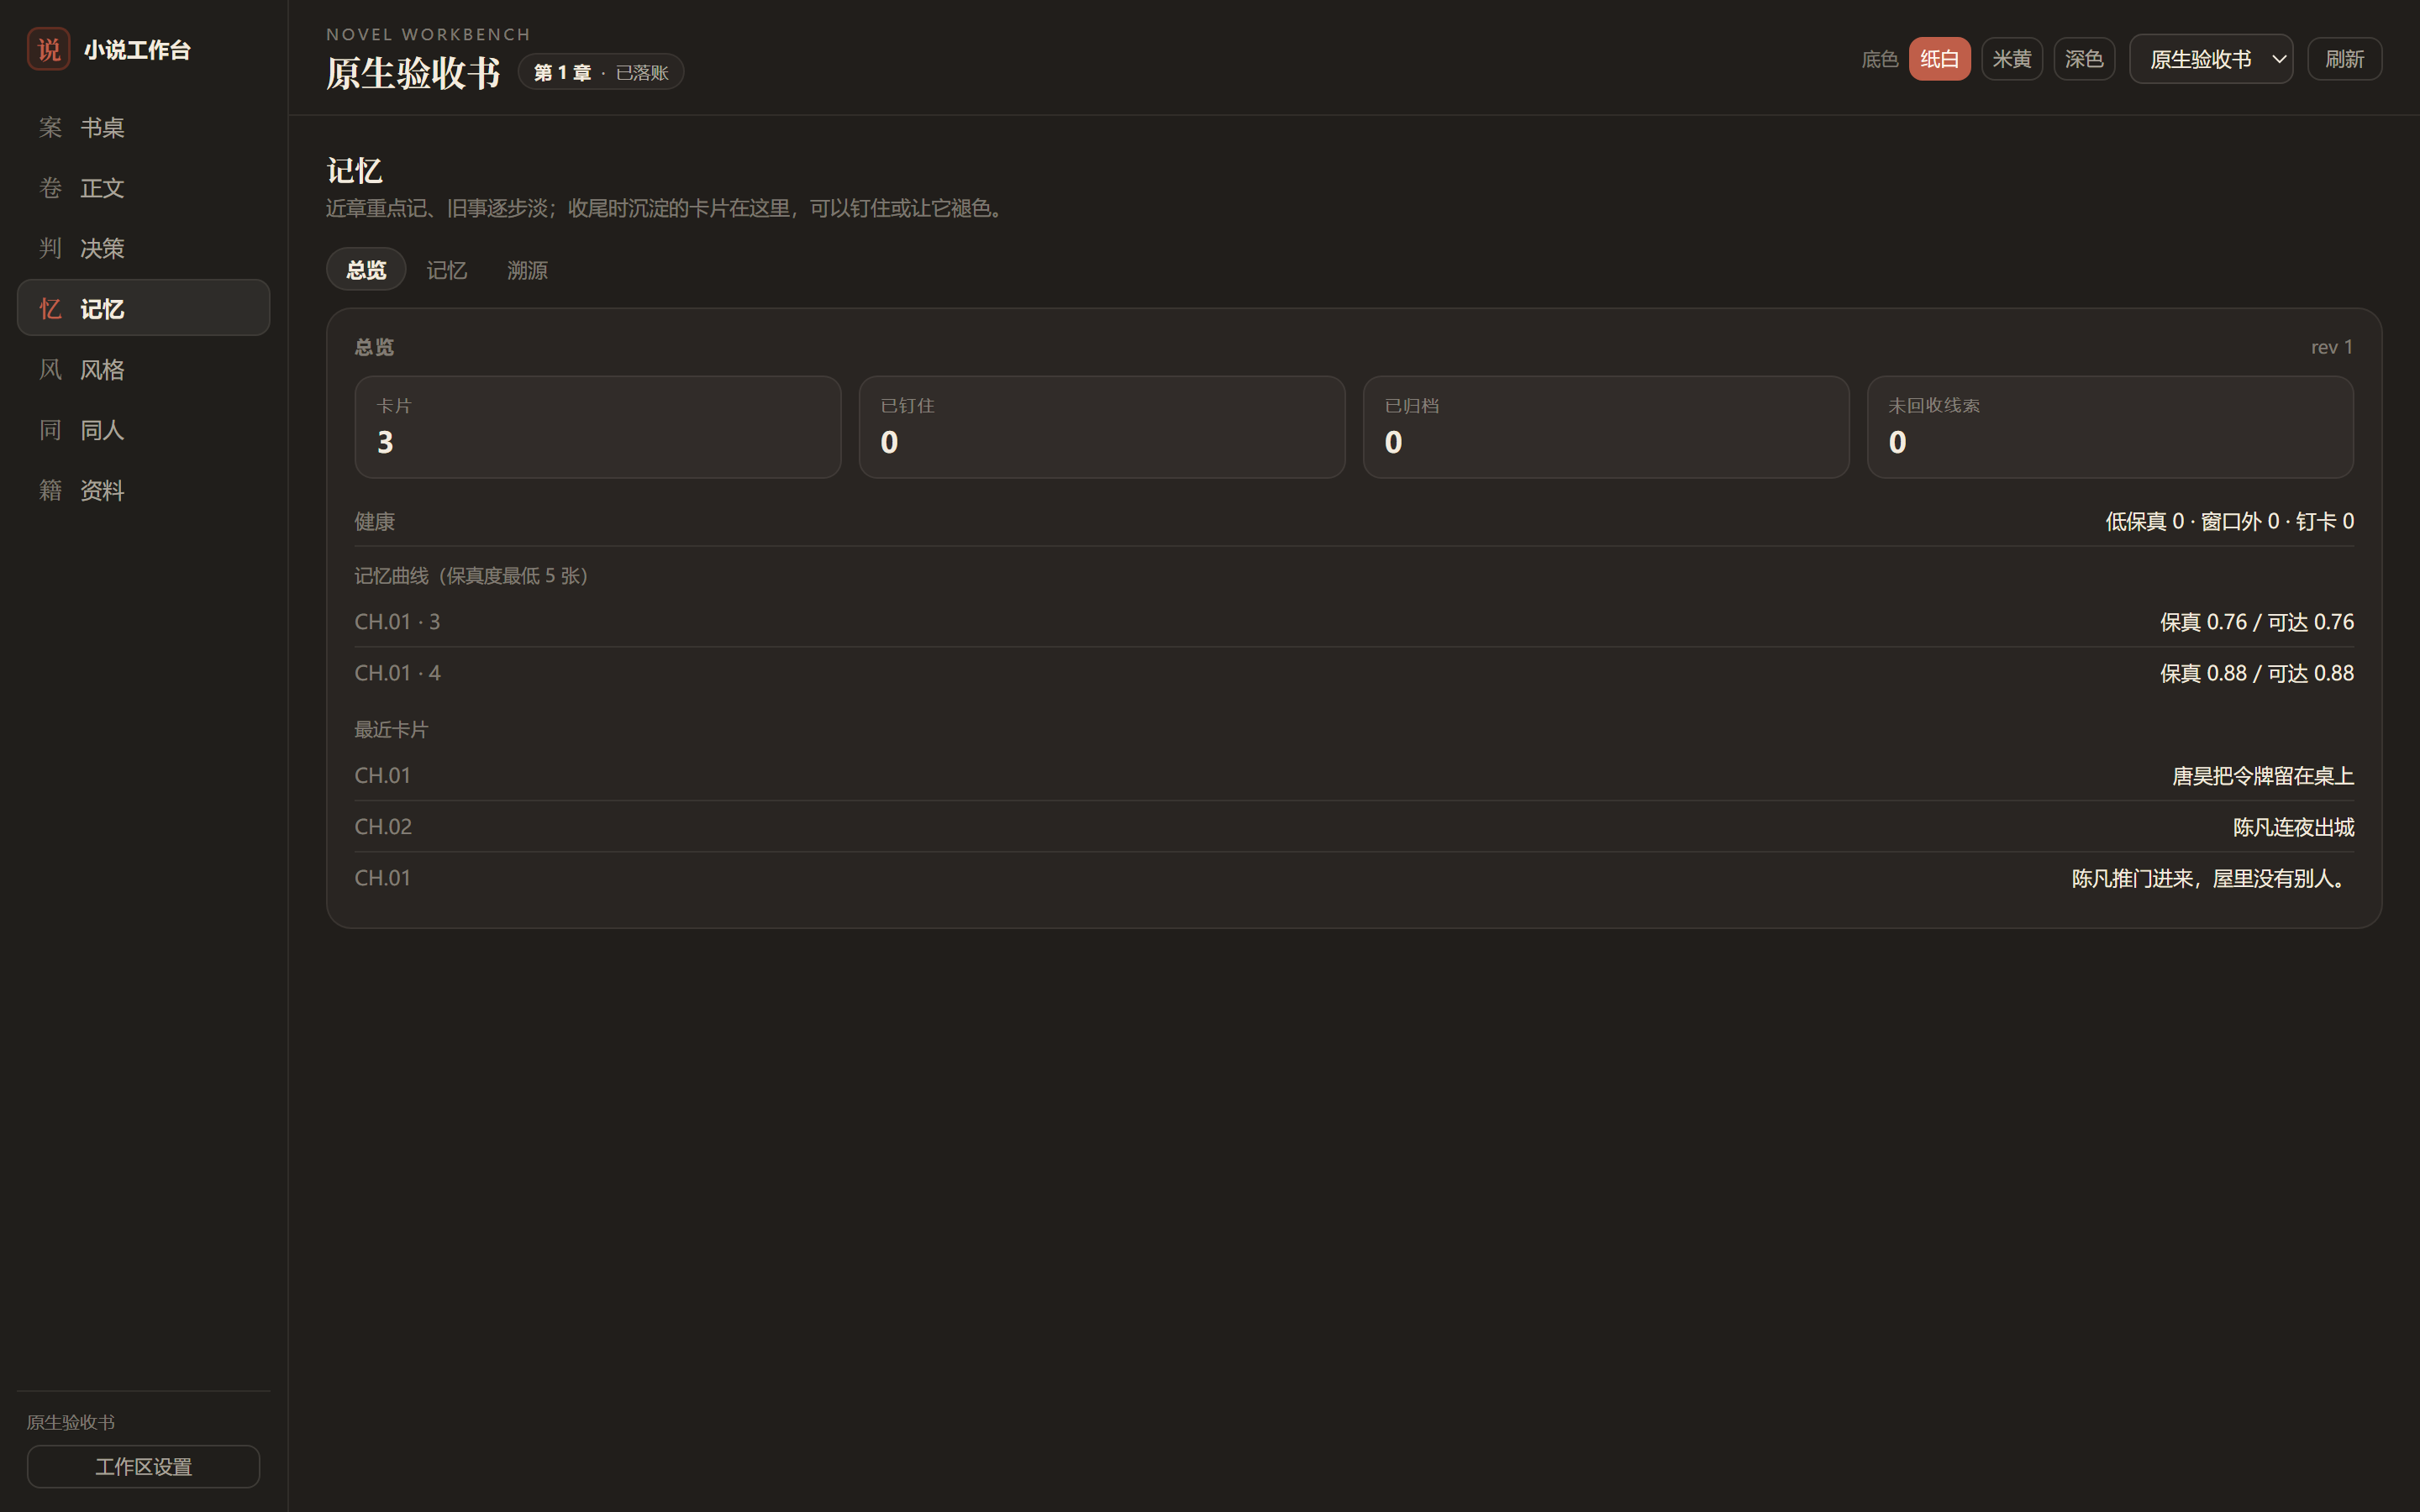 说 小说工作台
案 书桌
卷 正文
判 决策
忆 记忆
风 风格
同 同人
籍 资料
原生验收书
工作区设置
NOVEL WORKBENCH
原生验收书 第 1 章 · 已落账
底色 纸白 米黄 深色 原生验收书 刷新
记忆
近章重点记、旧事逐步淡；收尾时沉淀的卡片在这里，可以钉住或让它褪色。
总览 记忆 溯源
总览 rev 1
卡片 已钉住 已归档 未回收线索
3 0 0 0
健康 低保真 0 · 窗口外 0 · 钉卡 0
记忆曲线（保真度最低 5 张）
CH.01 · 3 保真 0.76 / 可达 0.76
CH.01 · 4 保真 0.88 / 可达 0.88
最近卡片
CH.01 唐昊把令牌留在桌上
CH.02 陈凡连夜出城
CH.01 陈凡推门进来，屋里没有别人。